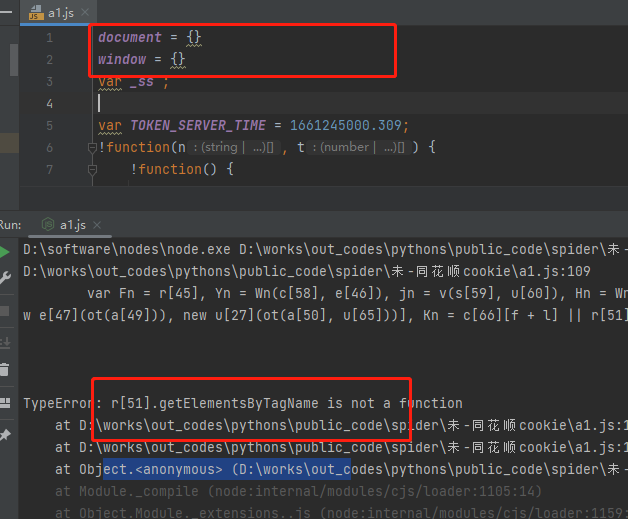 a1.js
1 document = {}
2 window = {}
3 var _ss ;
4
5 var TOKEN_SERVER_TIME = 1661245000.309;
6 !function(n : (string | ...)[] , t : (number | ...)[] ) {
7 !function() {
Run: a1.js
D:\software\nodes\node.exe D:\works\out_codes\pythons\public_code\spider\未-
D:\works\out_codes\pythons\public_code\spider\未-同花顺cookie\a1.js:109
var Fn = r[45], Yn = Wn(c[58], e[46]), jn = v(s[59], u[60]), Hn = Wn
w e[47](ot(a[49])), new u[27](ot(a[50], u[65]))], Kn = c[66][f + l] || r[51]
TypeError: r[51].getElementsByTagName is not a function
at D:\works\out_codes\pythons\public_code\spider\未-同花顺cookie\a1.js:1
at D:\works\out_codes\pythons\public_code\spider\未-同花顺cookie\a1.js:1
at Object.<anonymous> (D:\works\out_codes\pythons\public_code\spider\未-
at Module._compile (node:internal/modules/cjs/loader:1105:14)
at Object.Module._extensions..js (node:internal/modules/cjs/loader:1159: